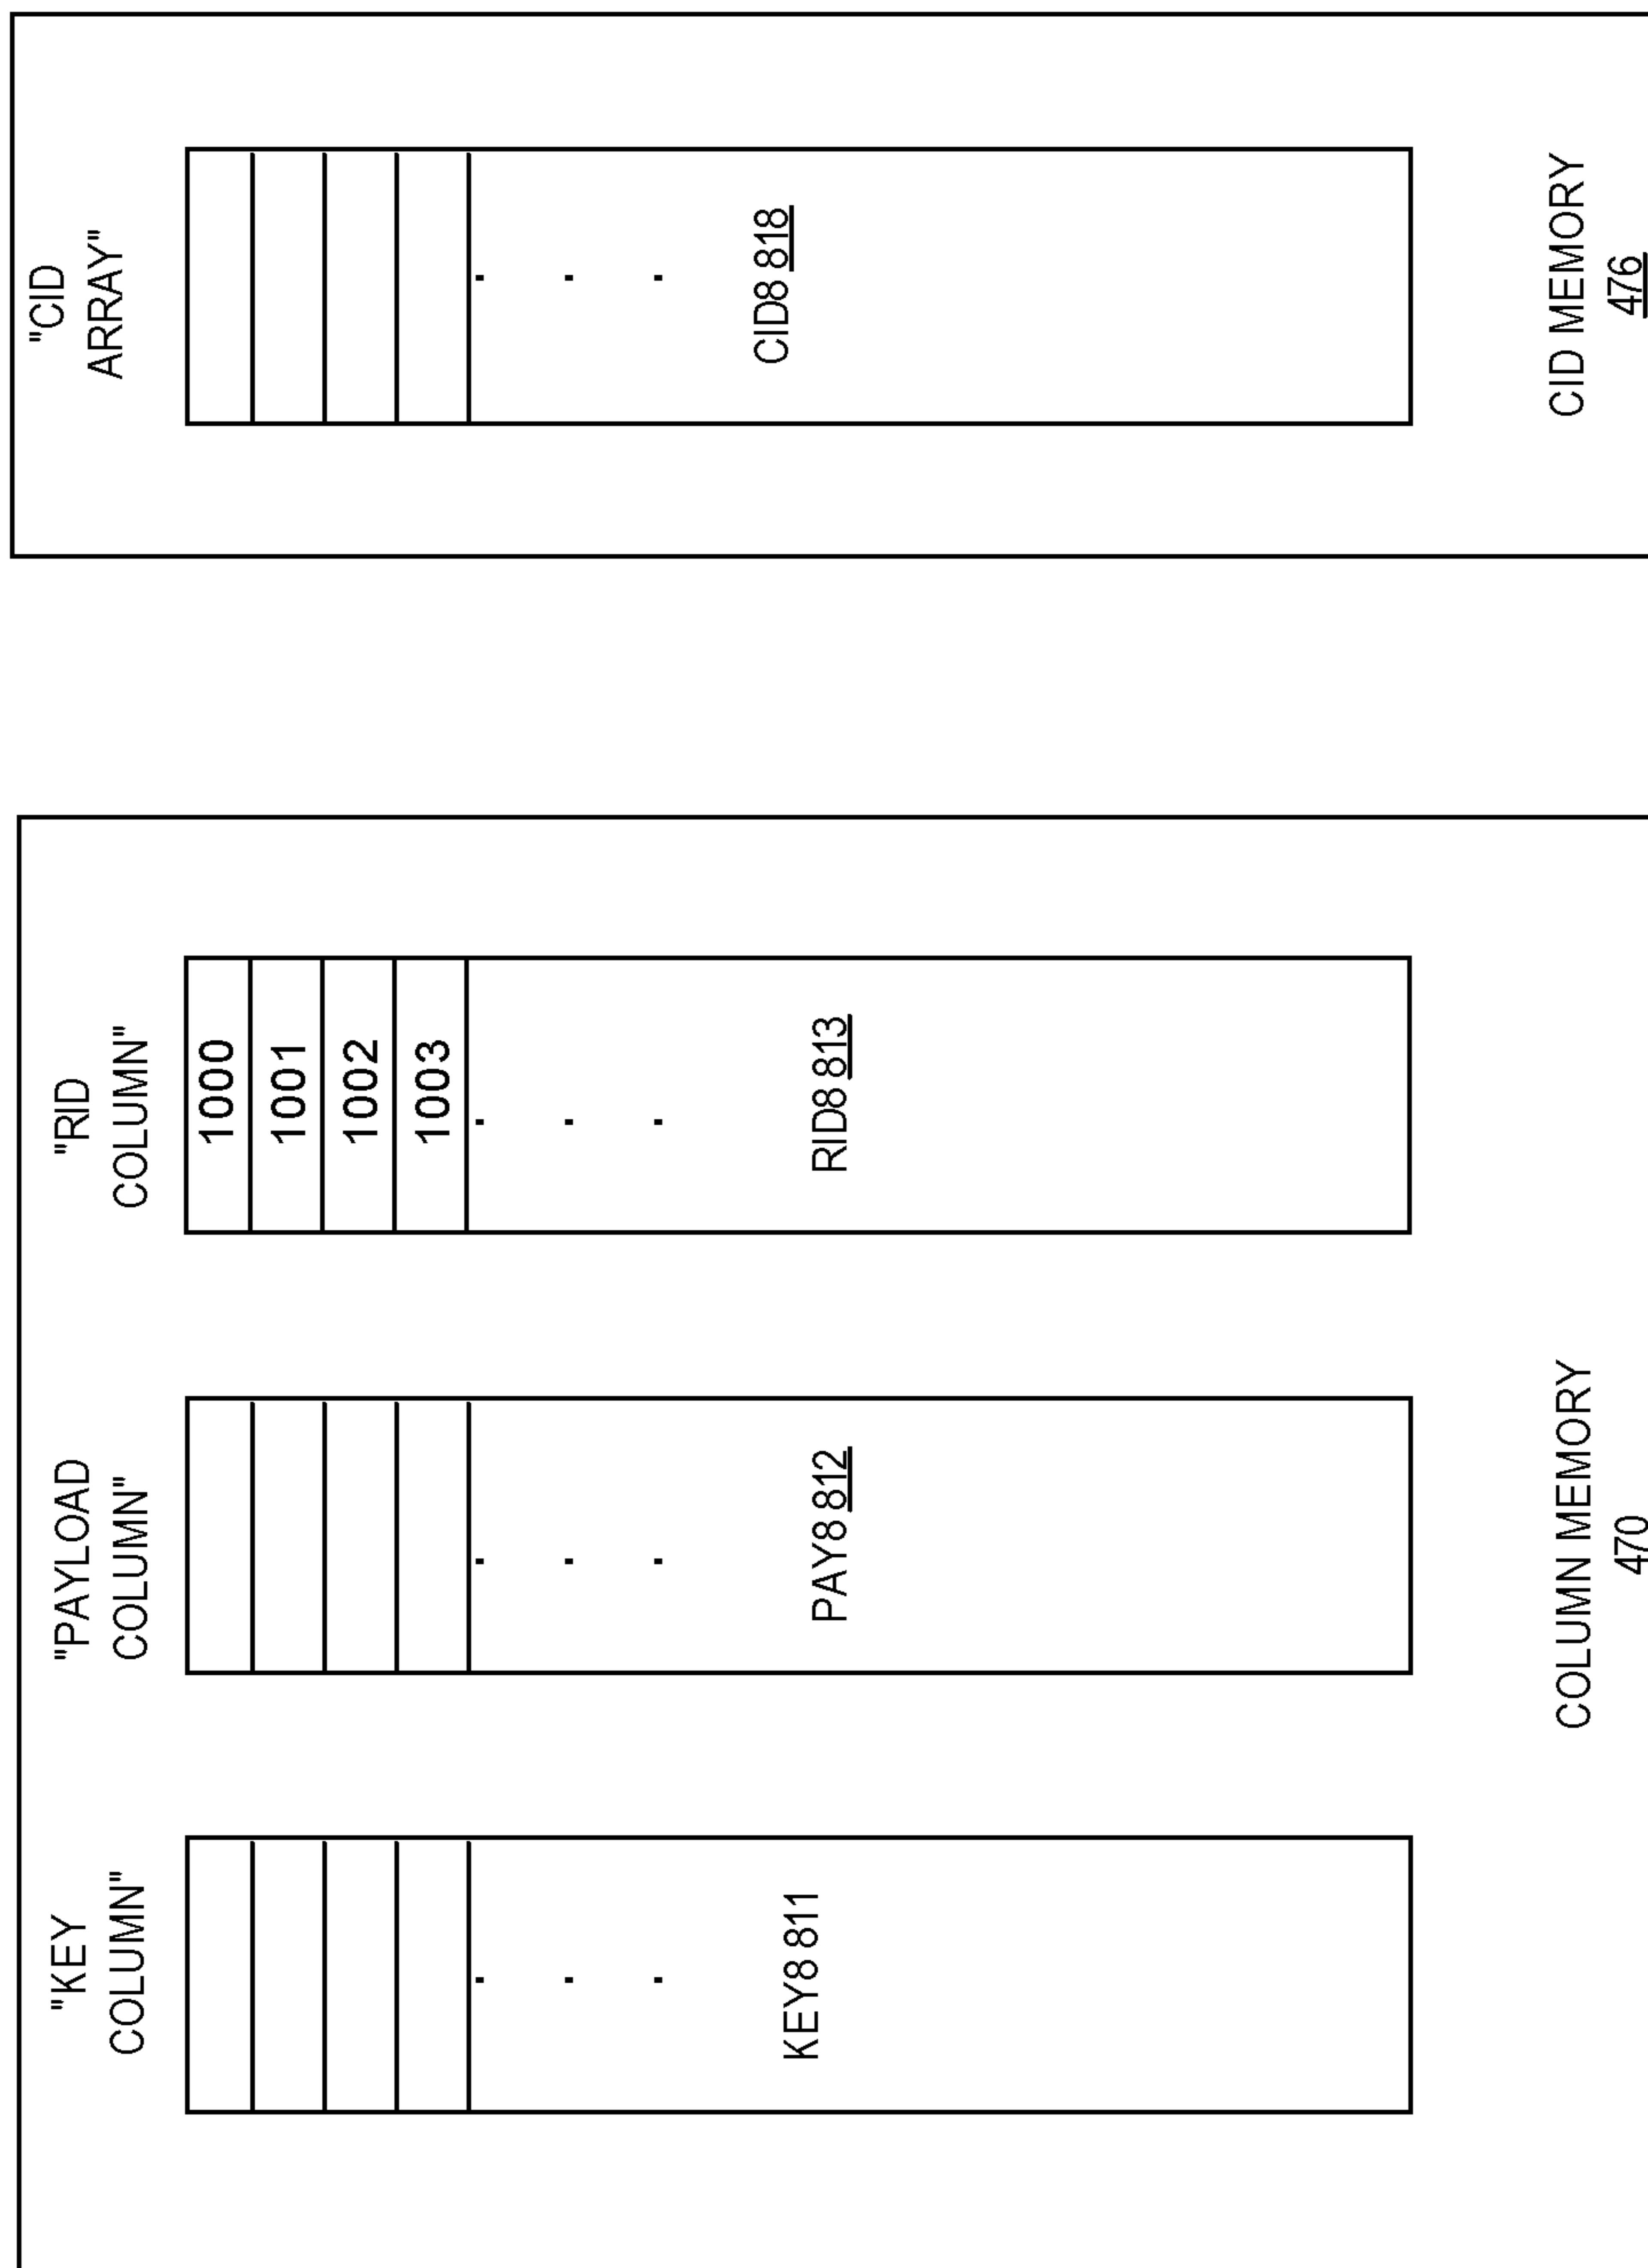 "KEY
COLUMN"
KEY8 811
"PAYLOAD
COLUMN"
PAY8 812
"RID
COLUMN"
1000
1001
1002
1003
RID8 813
COLUMN MEMORY
470
"CID
ARRAY"
CID8 818
CID MEMORY
476